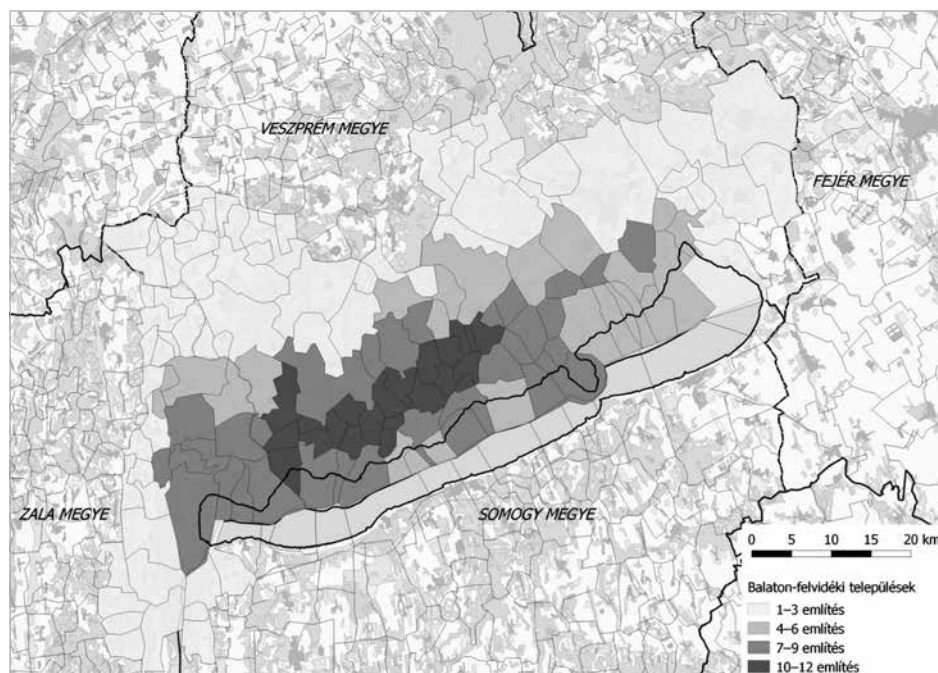 VESZPRÉM MEGYE
FEJÉR MEGYE
ZALA MEGYE
SOMOGY MEGYE
0 5 10 15 20 km
Balaton-felvidéki települések
1–3 említés
4–6 említés
7–9 említés
10–12 említés